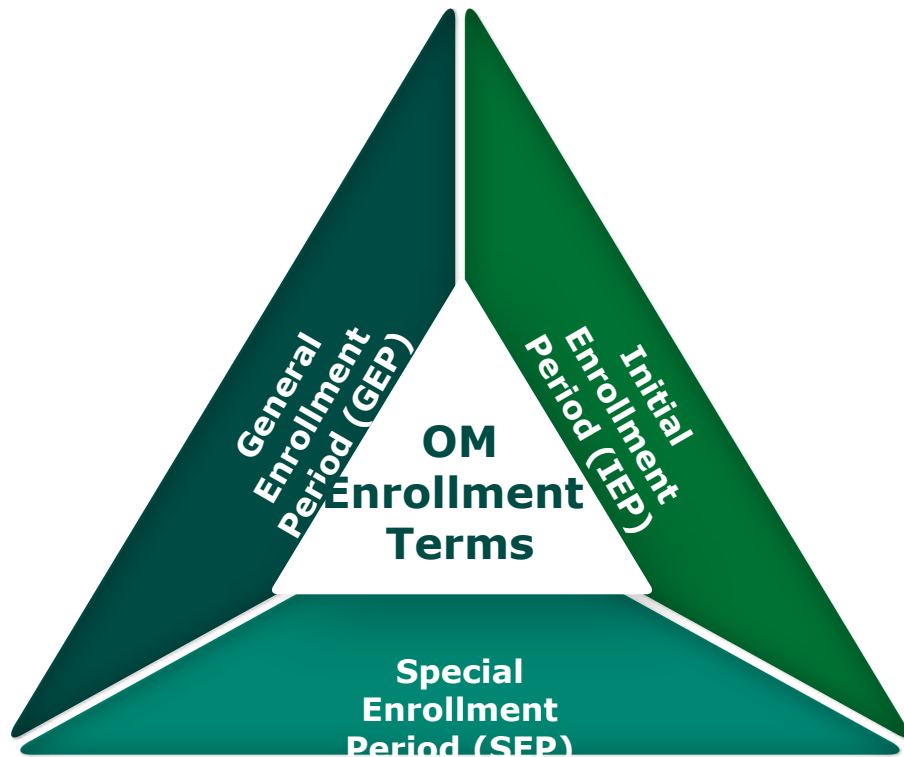 General
Enrollment
Period (GEP)
Initial
Enrollment
Period (IEP)
OM
Enrollment
Terms
Special
Enrollment
Period (SEP)